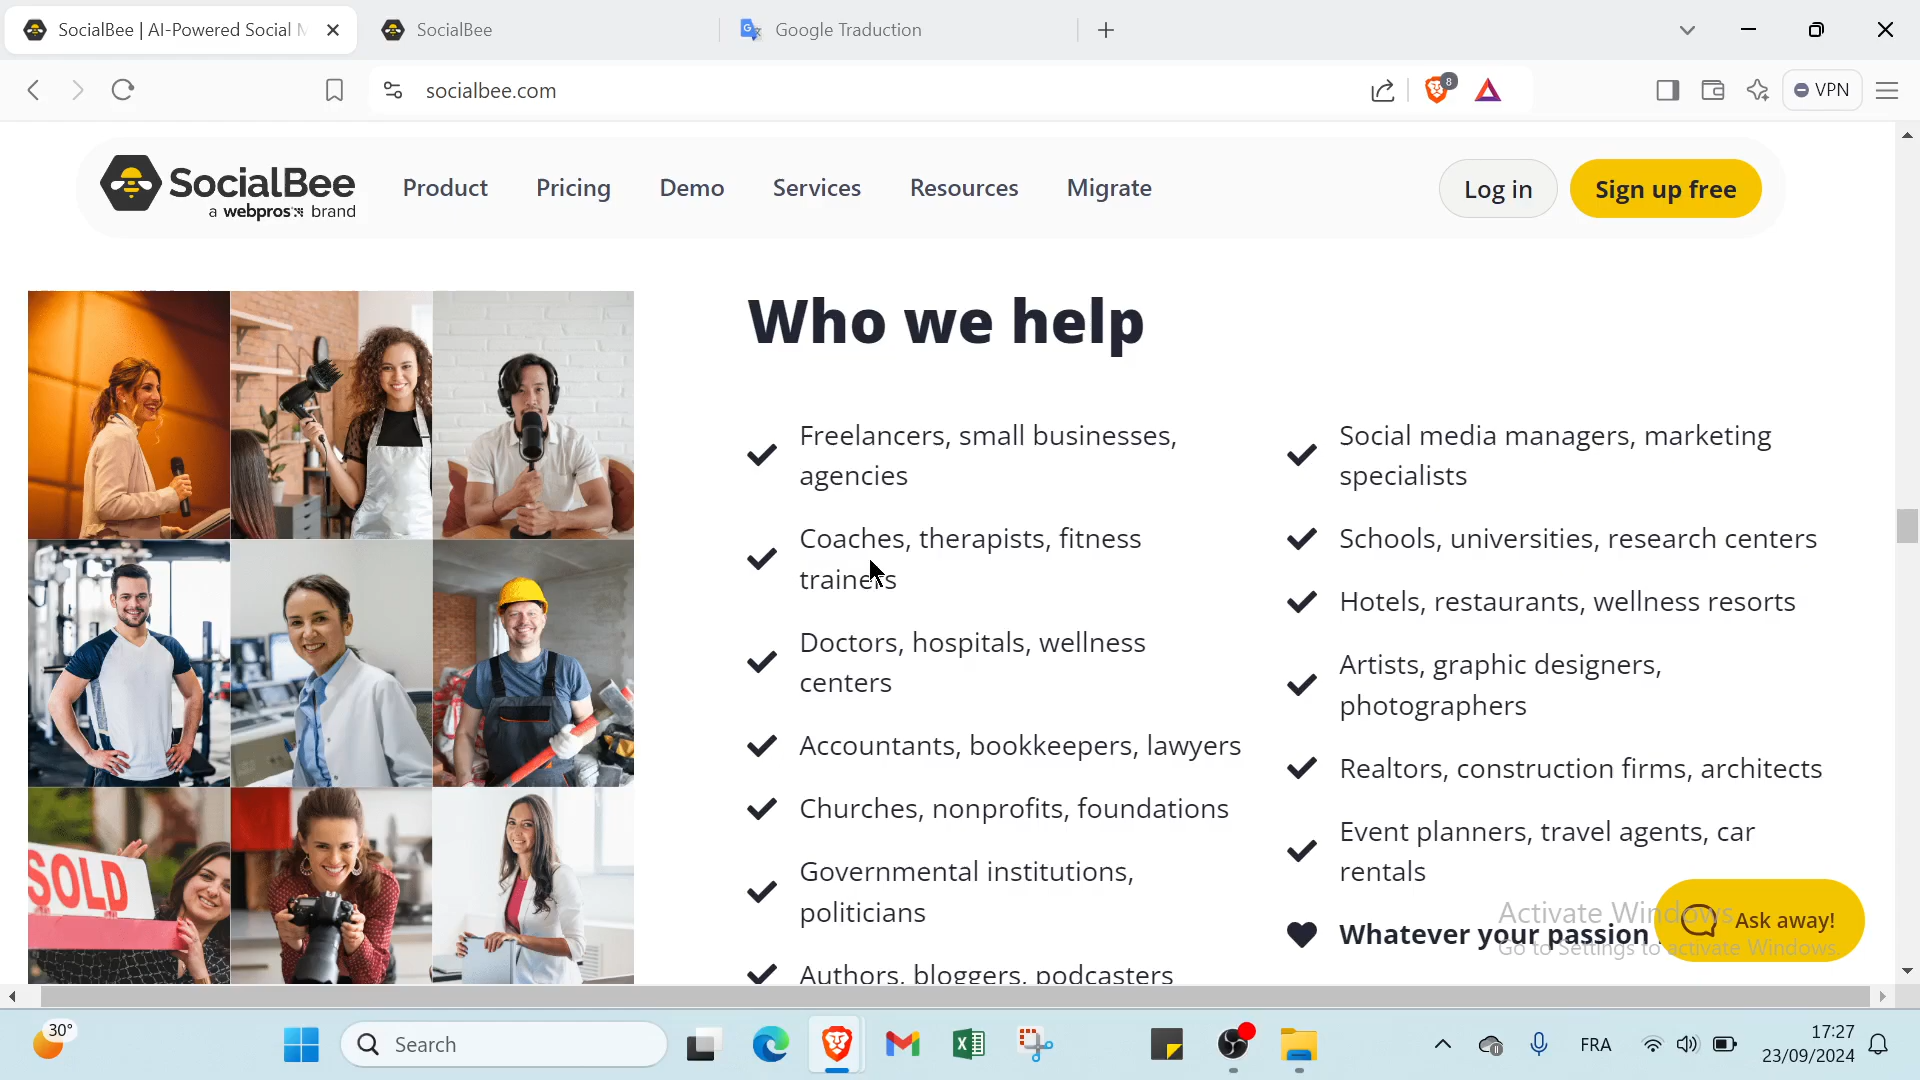 SocialBee | AI-Powered Social M
SocialBee
Google Traduction
socialbee.com
8
VPN
SocialBee
a webpros brand
Product
Pricing
Demo
Services
Resources
Migrate
Log in
Sign up free
Who we help
Freelancers, small businesses,
agencies
Coaches, therapists, fitness
trainers
Doctors, hospitals, wellness
centers
Accountants, bookkeepers, lawyers
Churches, nonprofits, foundations
Governmental institutions,
politicians
Authors, bloggers, podcasters
Social media managers, marketing
specialists
Schools, universities, research centers
Hotels, restaurants, wellness resorts
Artists, graphic designers,
photographers
Realtors, construction firms, architects
Event planners, travel agents, car
rentals
Whatever your passion
SOLD
Activate Windows
Go to Settings to activate Windows.
Ask away!
30°
Search
FRA
17:27
23/09/2024